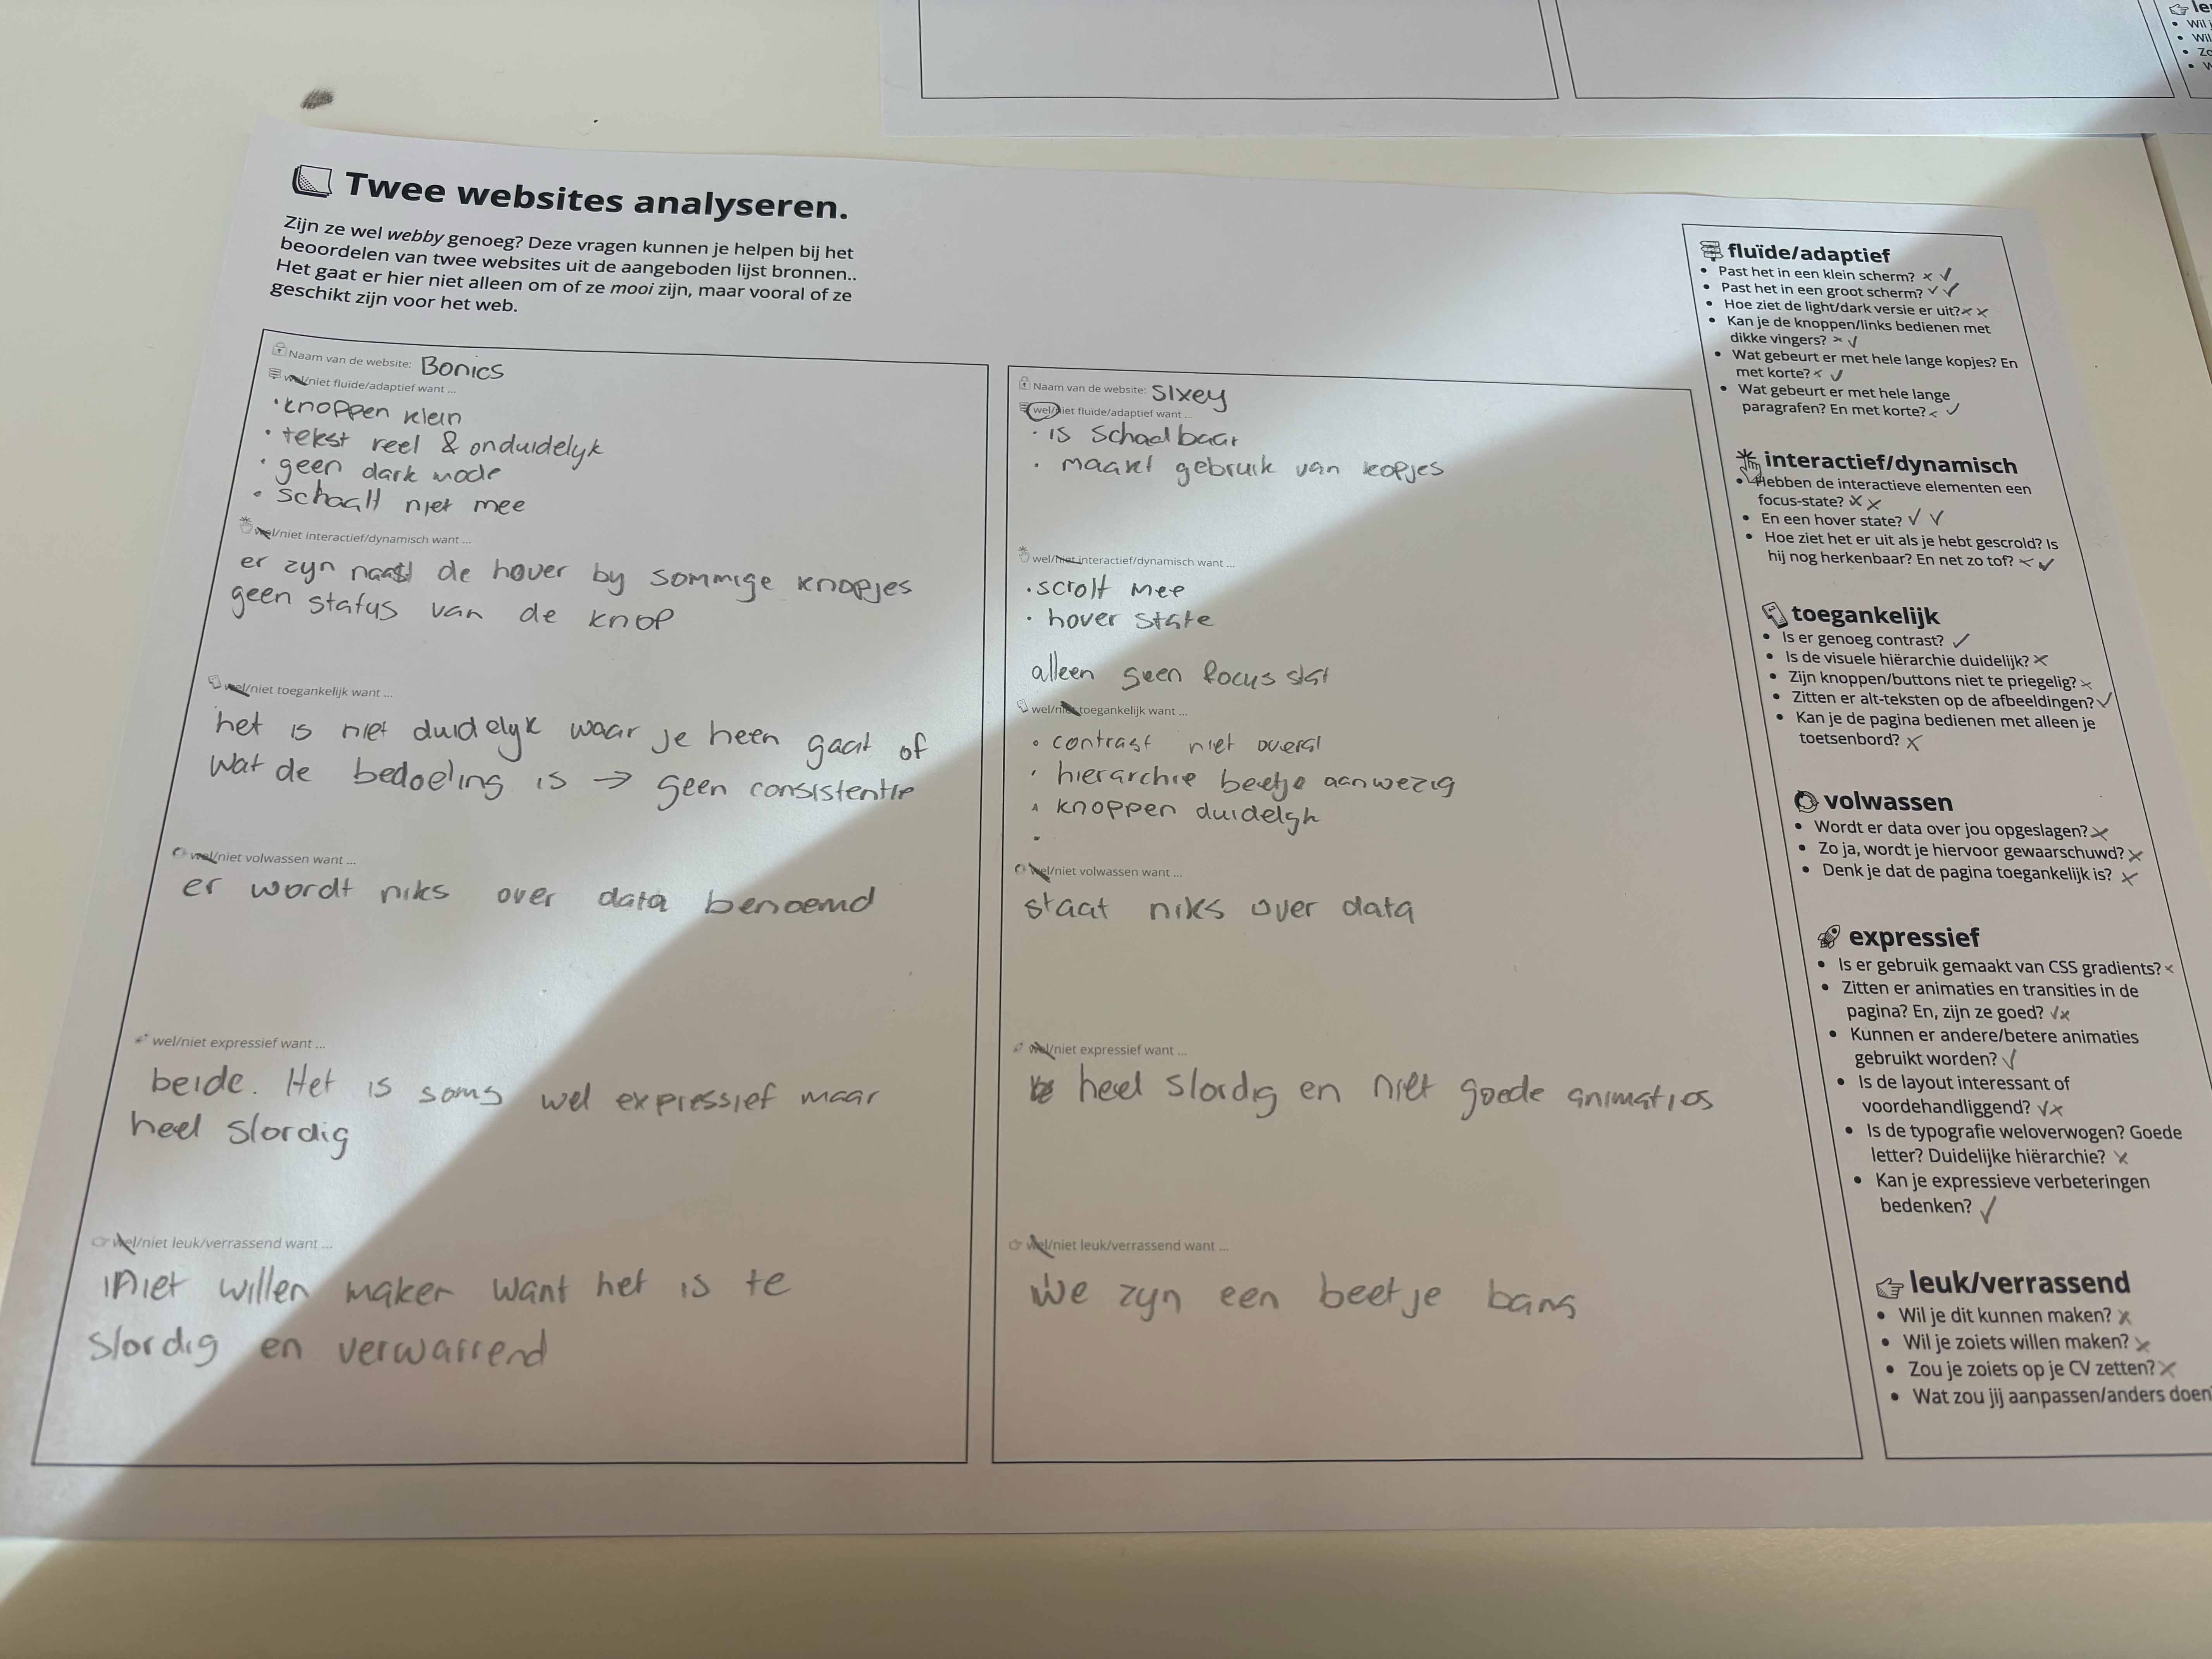 le
Wil j
Wil
Zo
W
Twee websites analyseren.
Zijn ze wel webby genoeg? Deze vragen kunnen je helpen bij het
beoordelen van twee websites uit de aangeboden lijst bronnen..
Het gaat er hier niet alleen om of ze mooi zijn, maar vooral of ze
geschikt zijn voor het web.
Naam van de website: Bonics
wel/niet fluïde/adaptief want ...
• knoppen klein
• tekst reel & onduidelyk
• geen dark mode
• schaalt niet mee
wel/niet interactief/dynamisch want ...
er zyn naast de hover by sommige knopjes
geen status van de knop
wel/niet toegankelijk want ...
het is niet duidelyk waar je heen gaat of
wat de bedoeling is → geen consistentie
wel/niet volwassen want ...
er wordt niks over data benoemd
wel/niet expressief want ...
beide. Het is soms wel expressief maar
heel slordig
wel/niet leuk/verrassend want ...
niet willen maken want het is te
slordig en verwarrend
Naam van de website: Sixey
wel/niet fluïde/adaptief want ...
• is schaalbaar
• maakt gebruik van kopjes
wel/niet interactief/dynamisch want ...
• scrolt mee
• hover state
alleen geen focus stat
wel/niet toegankelijk want ...
• contrast niet overal
• hierarchie beetje aanwezig
• knoppen duidelyk
•
wel/niet volwassen want ...
staat niks over data
wel/niet expressief want ...
heel slordig en niet goede animaties
wel/niet leuk/verrassend want ...
We zyn een beetje bang
fluïde/adaptief
• Past het in een klein scherm? × ✓
• Past het in een groot scherm? ✓ ✓
• Hoe ziet de light/dark versie er uit? × ×
• Kan je de knoppen/links bedienen met
dikke vingers? × ✓
• Wat gebeurt er met hele lange kopjes? En
met korte? × ✓
• Wat gebeurt er met hele lange
paragrafen? En met korte? × ✓
interactief/dynamisch
• Hebben de interactieve elementen een
focus-state? × ×
• En een hover state? ✓ ✓
• Hoe ziet het er uit als je hebt gescrold? Is
hij nog herkenbaar? En net zo tof? × ✓
toegankelijk
• Is er genoeg contrast? ✓
• Is de visuele hiërarchie duidelijk? ×
• Zijn knoppen/buttons niet te priegelig? ×
• Zitten er alt-teksten op de afbeeldingen? ✓
• Kan je de pagina bedienen met alleen je
toetsenbord? ×
volwassen
• Wordt er data over jou opgeslagen? ×
• Zo ja, wordt je hiervoor gewaarschuwd? ×
• Denk je dat de pagina toegankelijk is? ×
expressief
• Is er gebruik gemaakt van CSS gradients? ×
• Zitten er animaties en transities in de
pagina? En, zijn ze goed? ✓×
• Kunnen er andere/betere animaties
gebruikt worden? ✓
• Is de layout interessant of
voordehandliggend? ✓×
• Is de typografie weloverwogen? Goede
letter? Duidelijke hiërarchie? ×
• Kan je expressieve verbeteringen
bedenken? ✓
leuk/verrassend
• Wil je dit kunnen maken? ×
• Wil je zoiets willen maken? ×
• Zou je zoiets op je CV zetten? ×
• Wat zou jij aanpassen/anders doen